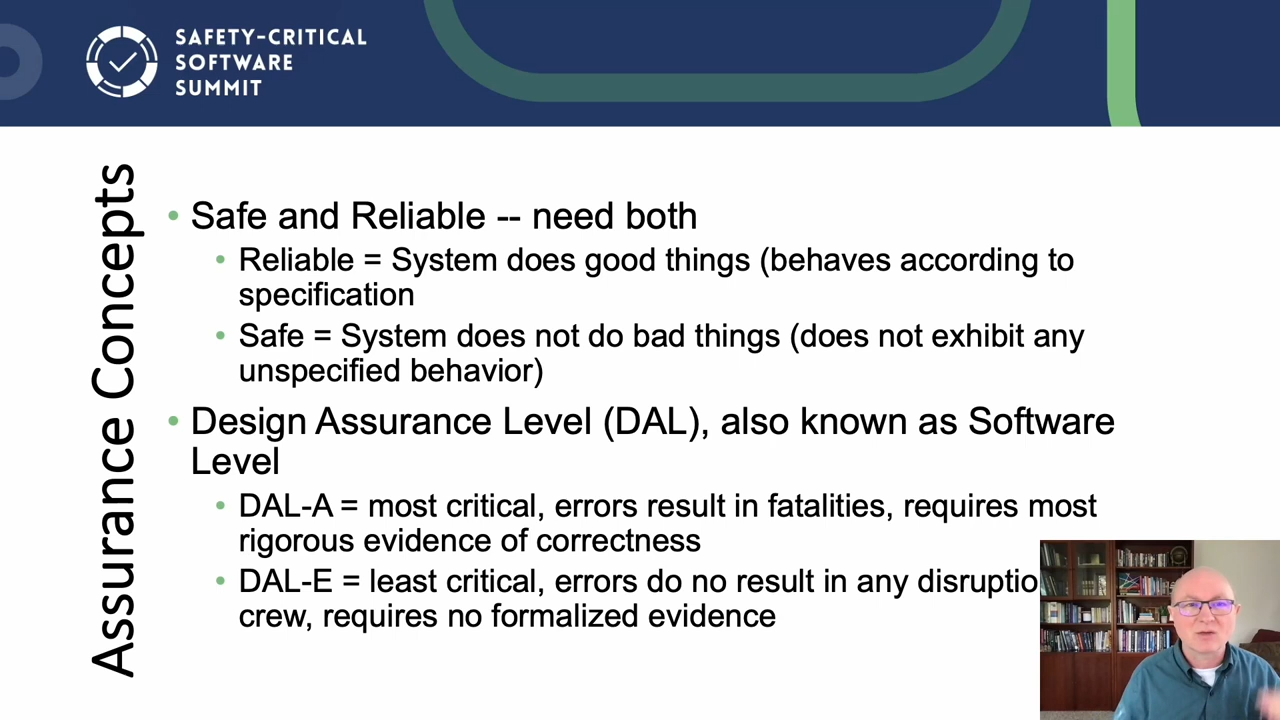 SAFETY-CRITICAL
SOFTWARE
SUMMIT
Assurance Concepts
• Safe and Reliable -- need both
• Reliable = System does good things (behaves according to
specification
• Safe = System does not do bad things (does not exhibit any
unspecified behavior)
• Design Assurance Level (DAL), also known as Software
Level
• DAL-A = most critical, errors result in fatalities, requires most
rigorous evidence of correctness
• DAL-E = least critical, errors do no result in any
crew, requires no formalized evidence